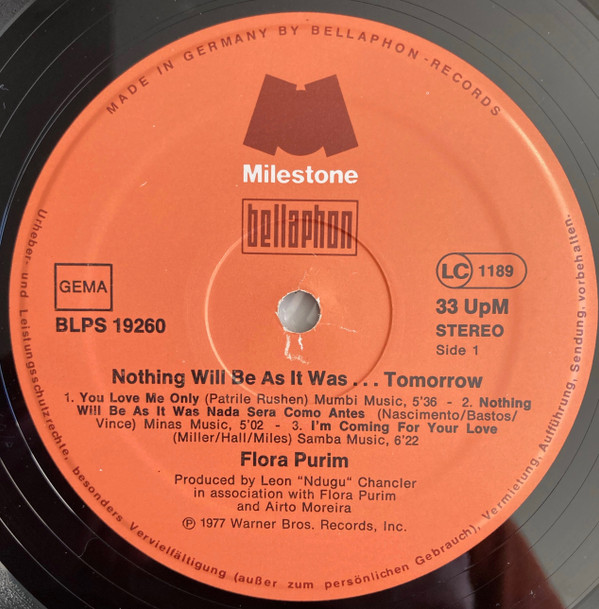 MADE IN GERMANY BY BELLAPHON-RECORDS
Milestone
bellaphon
GEMA
BLPS 19260
LC 1189
33 UpM
STEREO
Side 1
Nothing Will Be As It Was ... Tomorrow
1. You Love Me Only (Patrile Rushen) Mumbi Music, 5'36 - 2. Nothing
Will Be As It Was Nada Sera Como Antes (Nascimento/Bastos/
Vince) Minas Music, 5'02 - 3. I'm Coming For Your Love
(Miller/Hall/Miles) Samba Music, 6'22
Flora Purim
Produced by Leon "Ndugu" Chancler
in association with Flora Purim
and Airto Moreira
℗ 1977 Warner Bros. Records, Inc.
Urheber- und Leistungsschutzrechte, besonders Vervielfältigung (außer zum persönlichen Gebrauch), Vermietung, Aufführung, Sendung, vorbehalten.